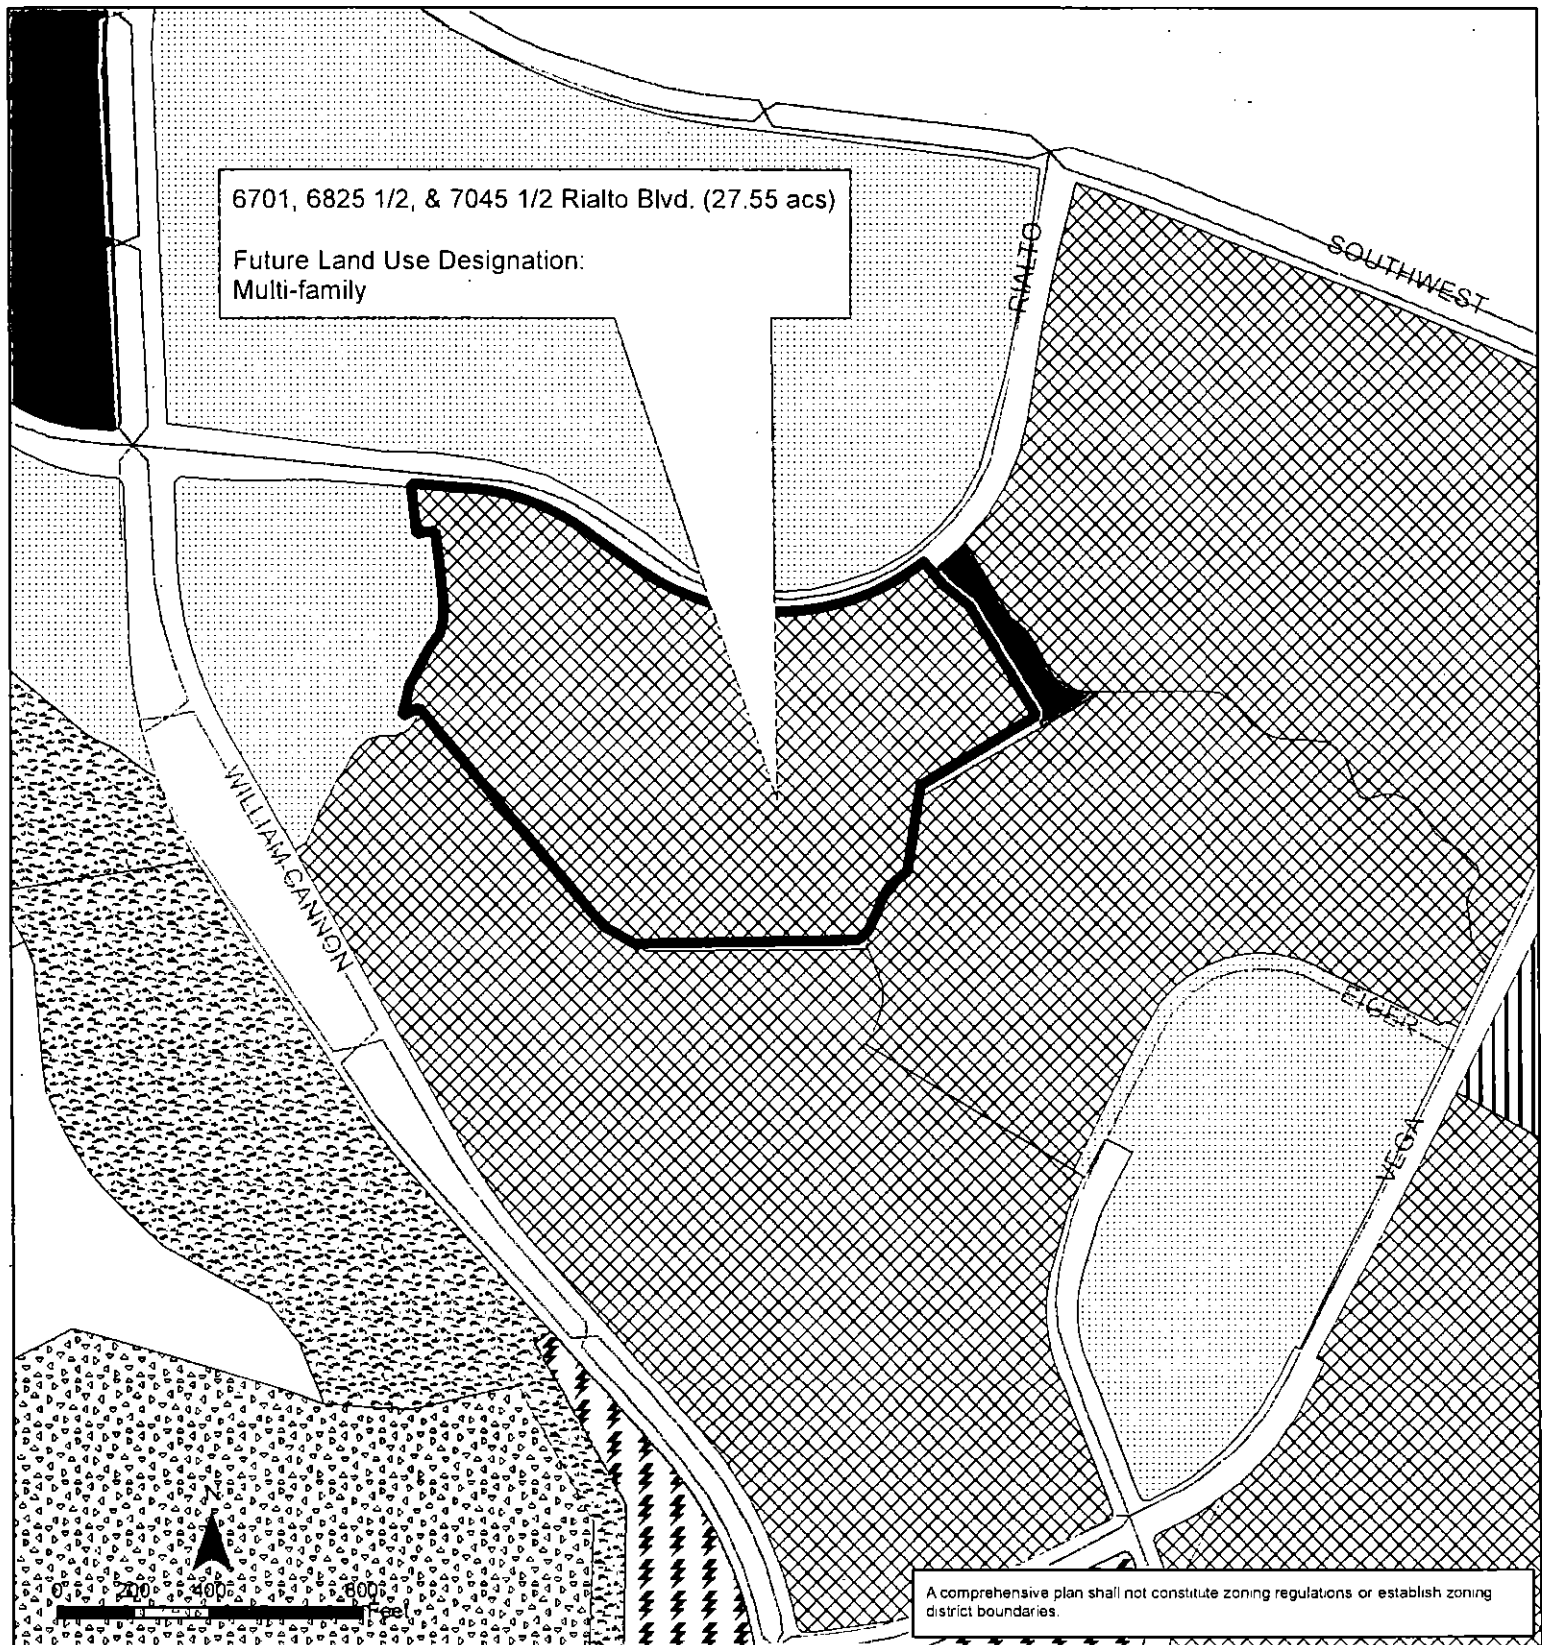 6701, 6825 1/2, & 7045 1/2 Rialto Blvd. (27.55 acs)
Future Land Use Designation:
Multi-family
RIALTO
SOUTHWEST
WILLIAM CANNON
EIGER
VEGA
N
0 200 400 800
Feet
A comprehensive plan shall not constitute zoning regulations or establish zoning
district boundaries.